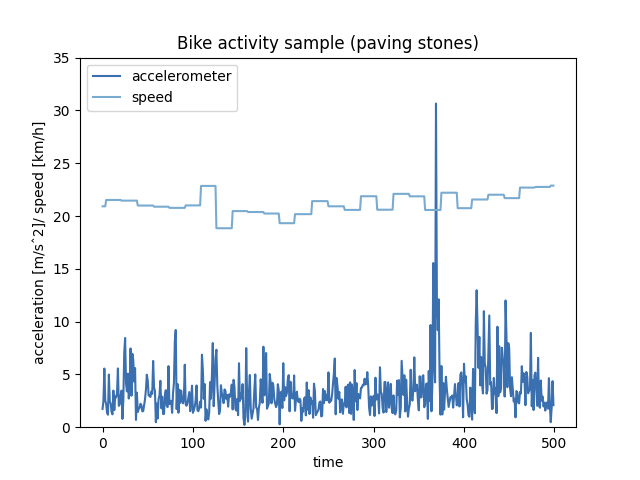 Bike activity sample (paving stones)
accelerometer
speed
acceleration [m/s^2]/ speed [km/h]
35
30
25
20
15
10
5
0
0 100 200 300 400 500
time